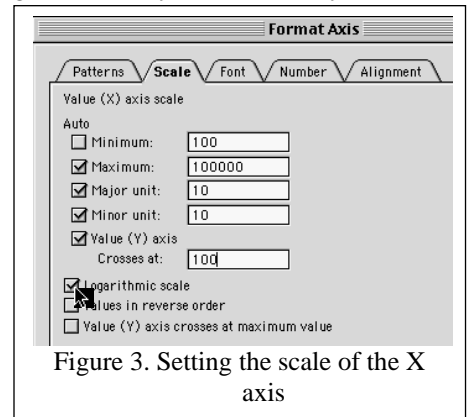 Format Axis
Patterns Scale Font Number Alignment
Value (X) axis scale
Auto
Minimum: 100
Maximum: 100000
Major unit: 10
Minor unit: 10
Value (Y) axis
Crosses at: 100
Logarithmic scale
Values in reverse order
Value (Y) axis crosses at maximum value
Figure 3. Setting the scale of the X
axis